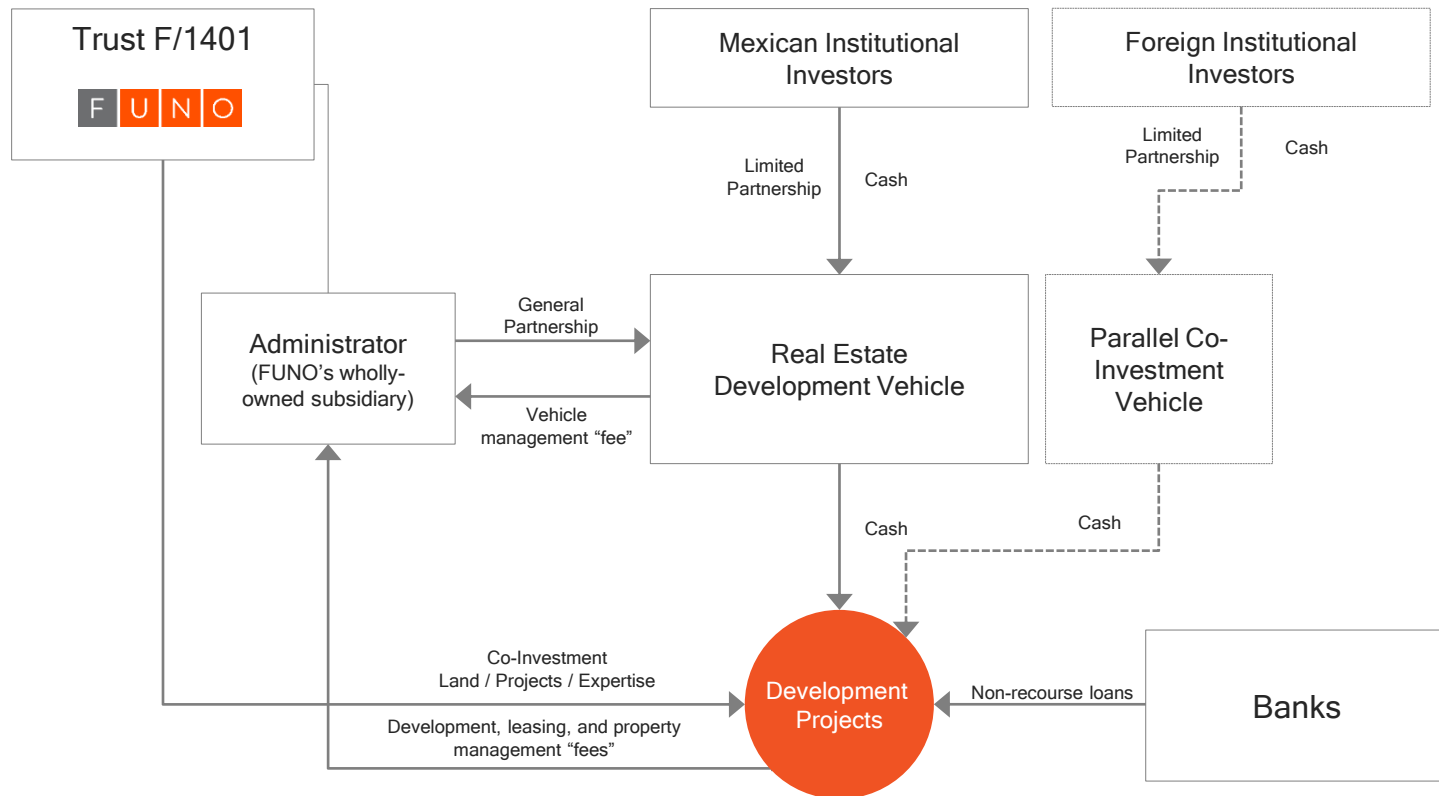 Trust F/1401
FUNO
Mexican Institutional
Investors
Foreign Institutional
Investors
Limited
Partnership
Cash
Limited
Partnership
Cash
General
Partnership
Administrator
(FUNO’s wholly-
owned subsidiary)
Real Estate
Development Vehicle
Parallel Co-
Investment
Vehicle
Vehicle
management “fee”
Cash
Cash
Co-Investment
Land / Projects / Expertise
Development
Projects
Non-recourse loans
Banks
Development, leasing, and property
management “fees”